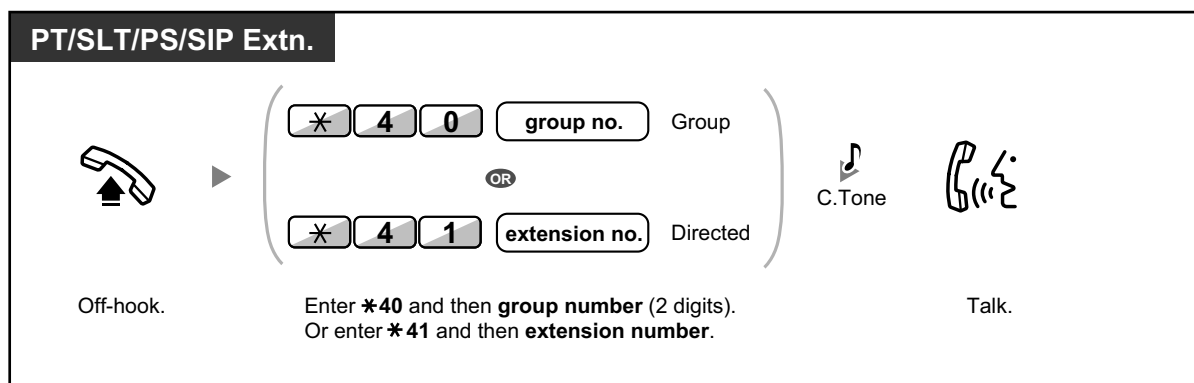 PT/SLT/PS/SIP Extn.
* 4 0 group no. Group
OR
* 4 1 extension no. Directed
C.Tone
Off-hook.
Enter *40 and then group number (2 digits).
Or enter *41 and then extension number.
Talk.